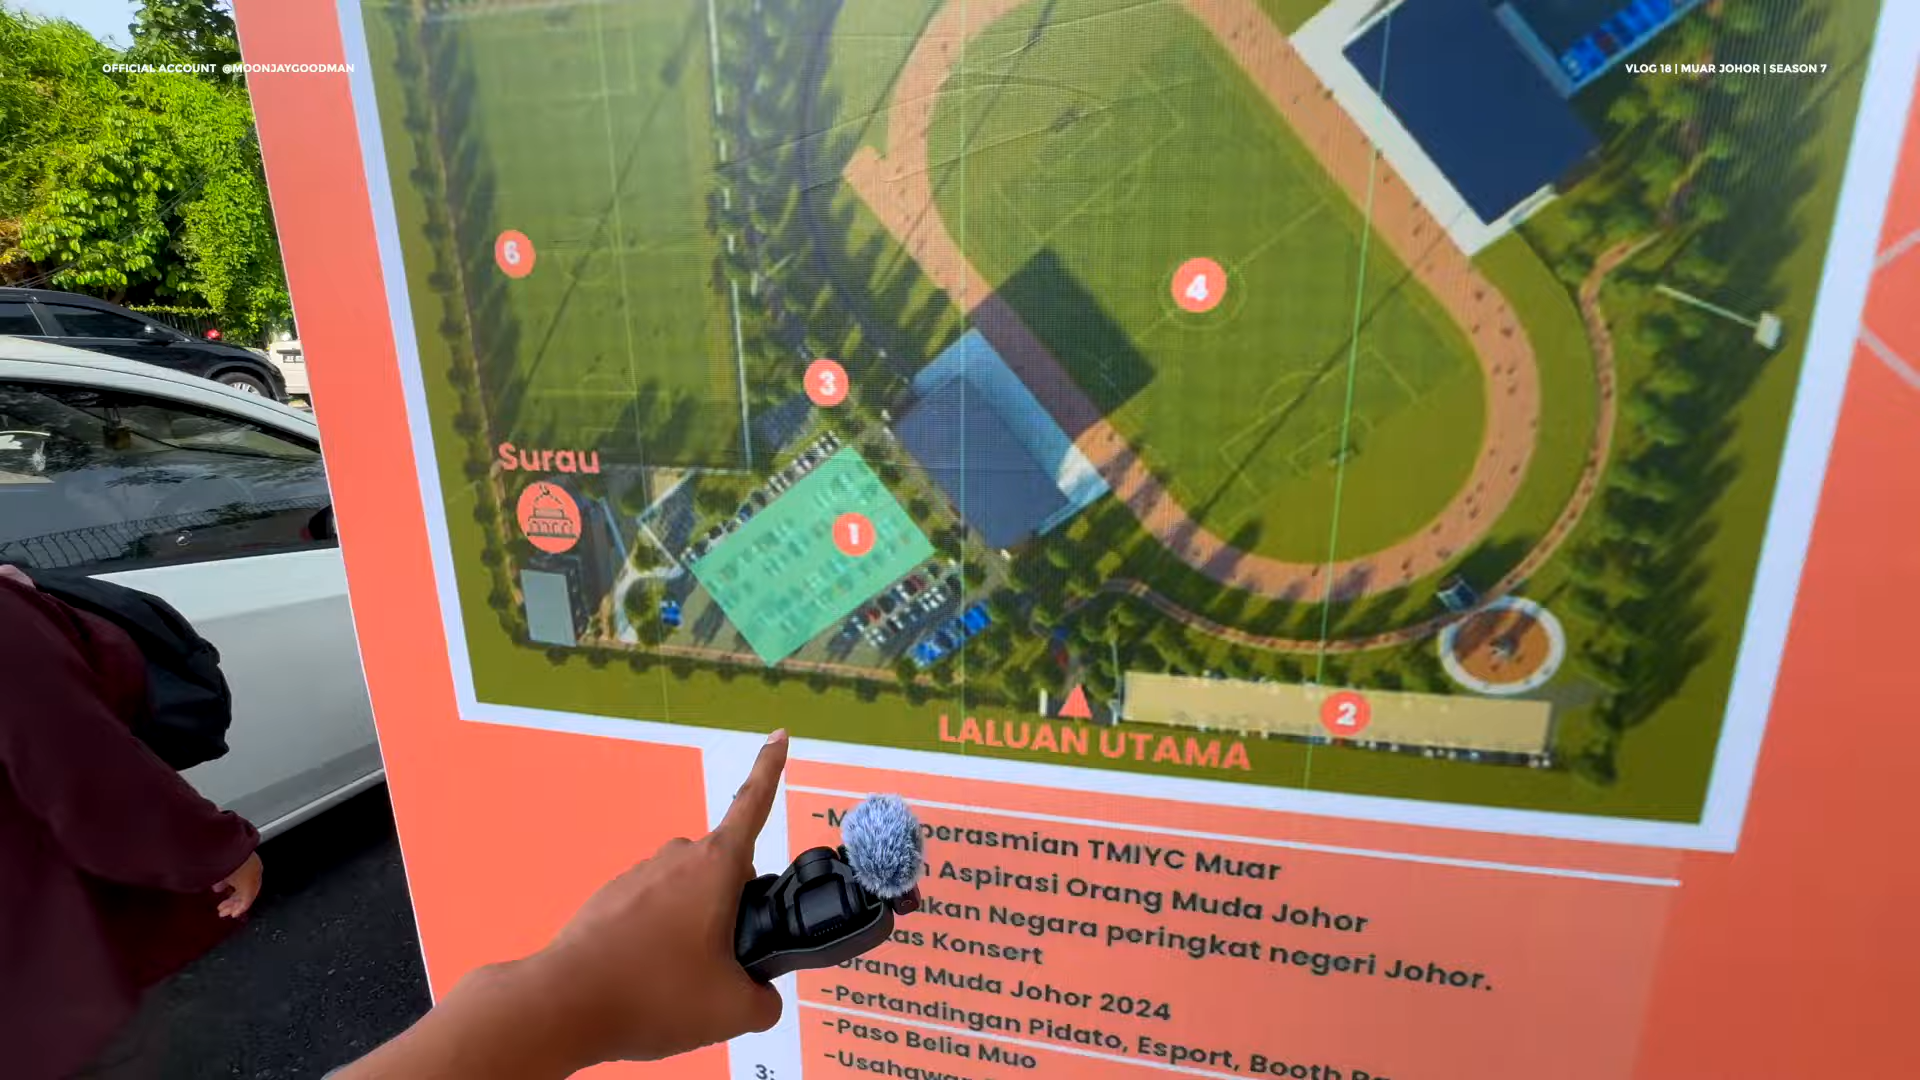 OFFICIAL ACCOUNT @MOONJAYGOODMAN
VLOG 18 | MUAR JOHOR | SEASON 7
6
4
3
Surau
1
2
LALUAN UTAMA
perasmian TMIYC Muar
Aspirasi Orang Muda Johor
Negara peringkat negeri Johor.
Konsert
Orang Muda Johor 2024
-Pertandingan Pidato, Esport, Booth
-Paso Belia Muo
3: